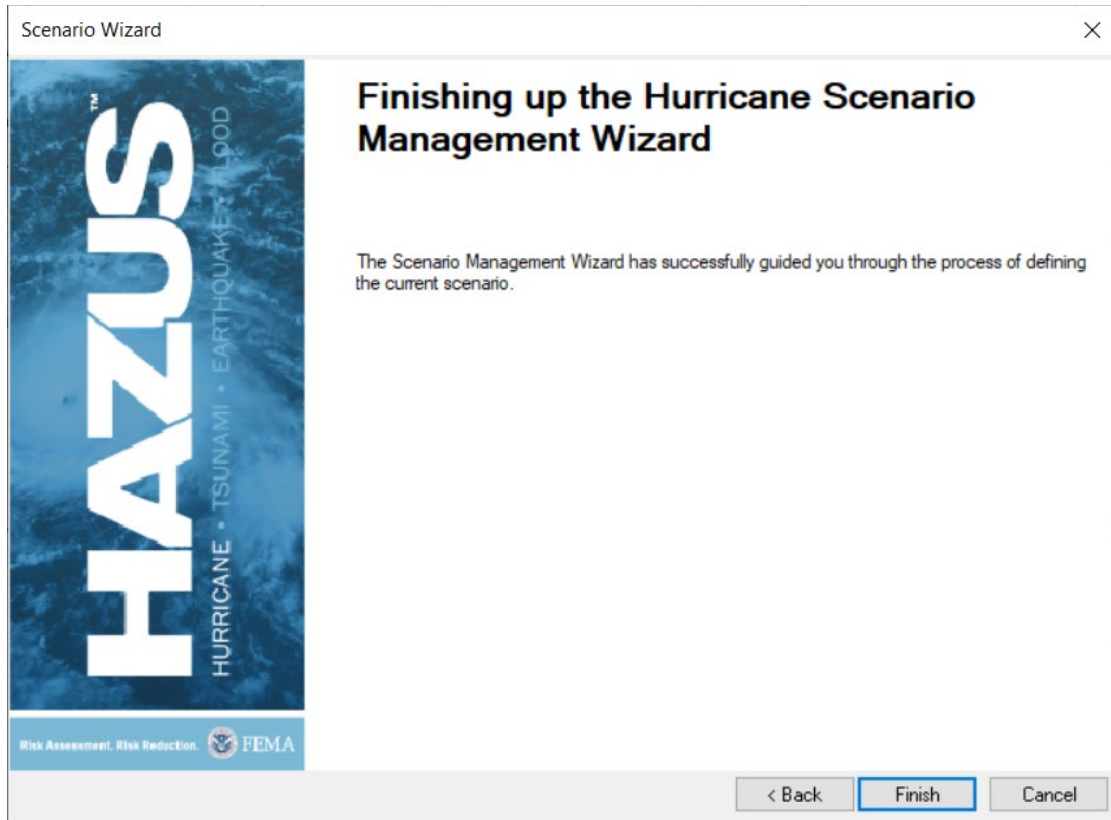 Scenario Wizard
HAZUS™
HURRICANE • TSUNAMI • EARTHQUAKE • FLOOD
Risk Assessment. Risk Reduction. FEMA
Finishing up the Hurricane Scenario
Management Wizard
The Scenario Management Wizard has successfully guided you through the process of defining
the current scenario.
< Back Finish Cancel